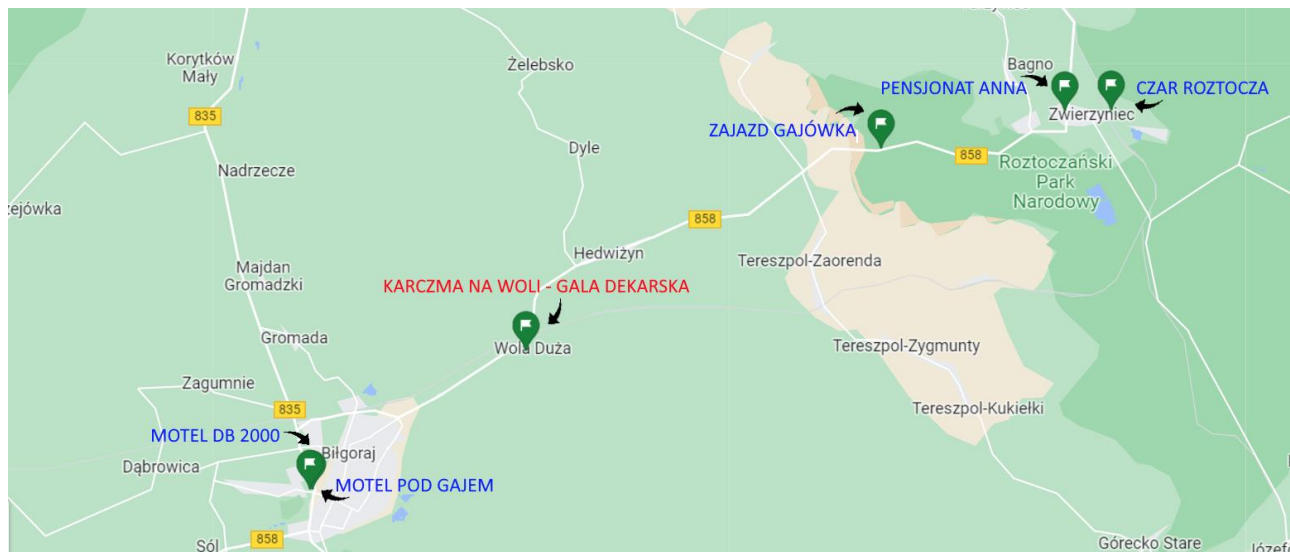 Korytków
Mały
Żelebsko
Bagno
PENSJONAT ANNA
CZAR ROZTOCZA
Zwierzyniec
835
ZAJAZD GAJÓWKA
Dyle
858
Nadrzecze
Roztoczański
Park
Narodowy
858
Hedwiżyn
Tereszpol-Zaorenda
Majdan
Gromadzki
KARCZMA NA WOLI - GALA DEKARSKA
Gromada
Wola Duża
Tereszpol-Zygmunty
Zagumnie
835
Tereszpol-Kukiełki
MOTEL DB 2000
Biłgoraj
Dąbrowica
MOTEL POD GAJEM
858
Sól
Górecko Stare